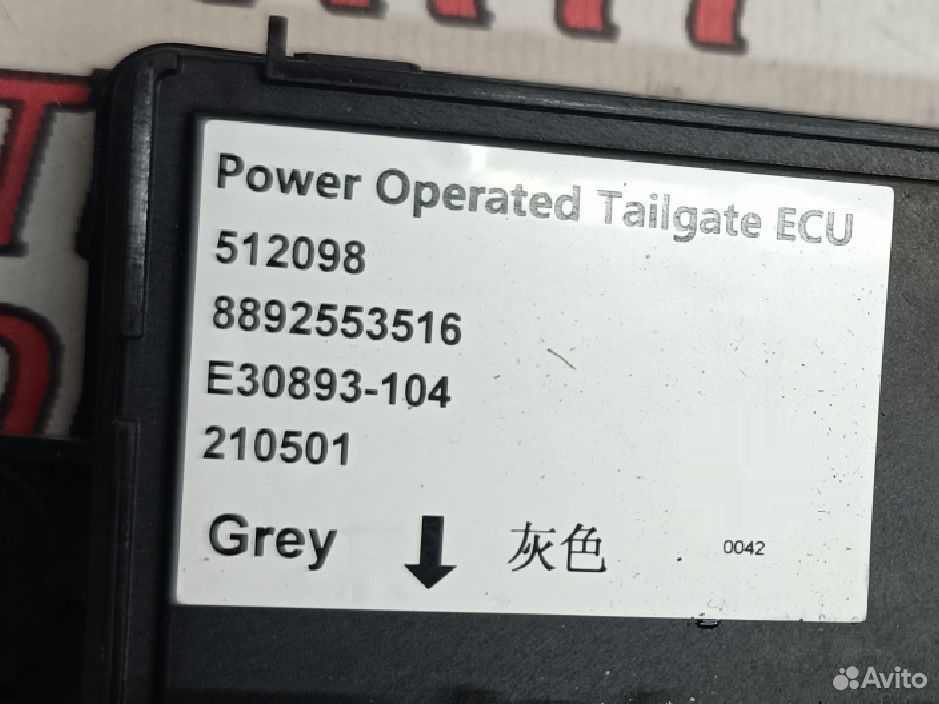 Power Operated Tailgate ECU
512098
8892553516
E30893-104
210501
Grey 灰色 0042
Avito